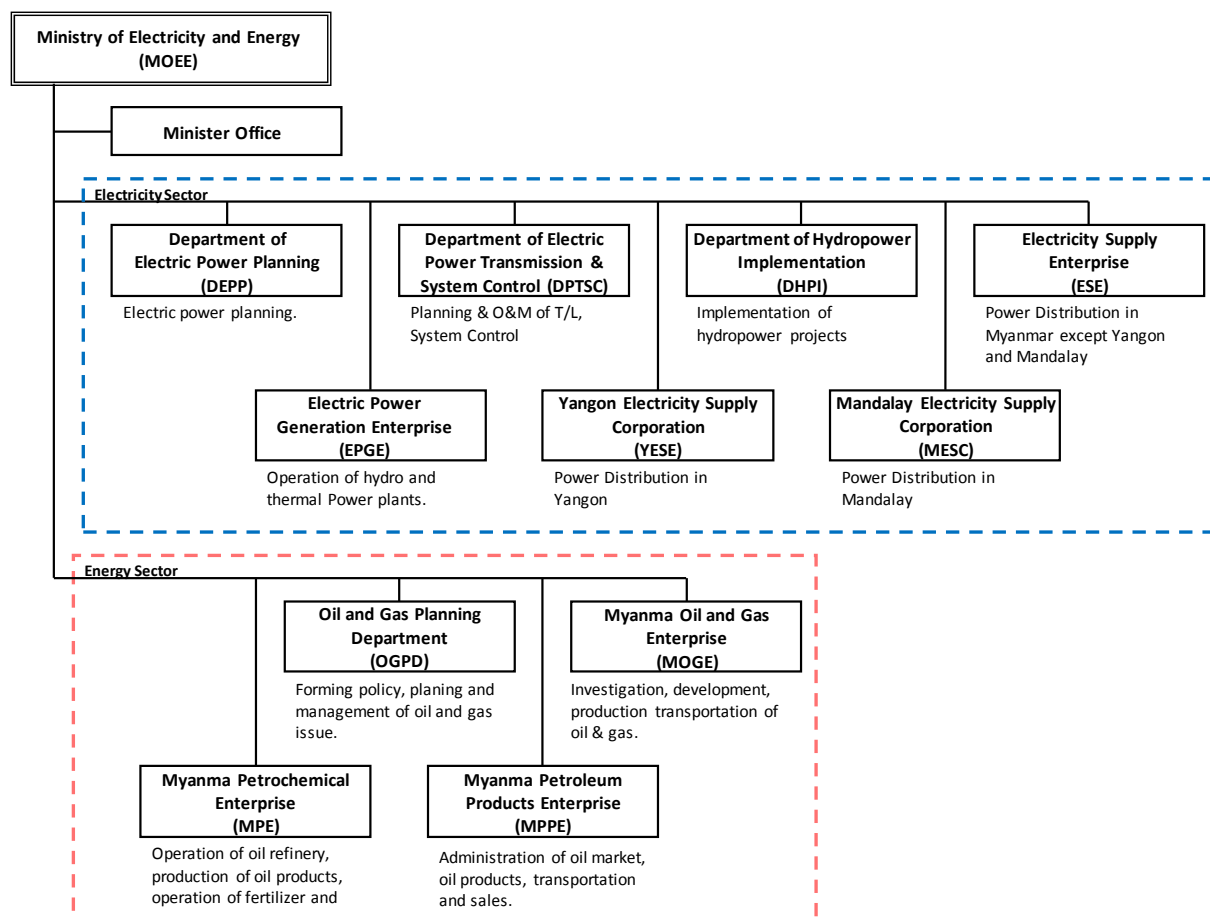 Ministry of Electricity and Energy
(MOEE)
Minister Office
Electricity Sector
Department of
Electric Power Planning
(DEPP)
Electric power planning.
Department of Electric
Power Transmission &
System Control (DPTSC)
Planning & O&M of T/L,
System Control
Department of Hydropower
Implementation
(DHPI)
Implementation of
hydropower projects
Electricity Supply
Enterprise
(ESE)
Power Distribution in
Myanmar except Yangon
and Mandalay
Electric Power
Generation Enterprise
(EPGE)
Operation of hydro and
thermal Power plants.
Yangon Electricity Supply
Corporation
(YESE)
Power Distribution in
Yangon
Mandalay Electricity Supply
Corporation
(MESC)
Power Distribution in
Mandalay
Energy Sector
Oil and Gas Planning
Department
(OGPD)
Forming policy, planing and
management of oil and gas
issue.
Myanma Oil and Gas
Enterprise
(MOGE)
Investigation, development,
production transportation of
oil & gas.
Myanma Petrochemical
Enterprise
(MPE)
Operation of oil refinery,
production of oil products,
operation of fertilizer and
Myanma Petroleum
Products Enterprise
(MPPE)
Administration of oil market,
oil products, transportation
and sales.